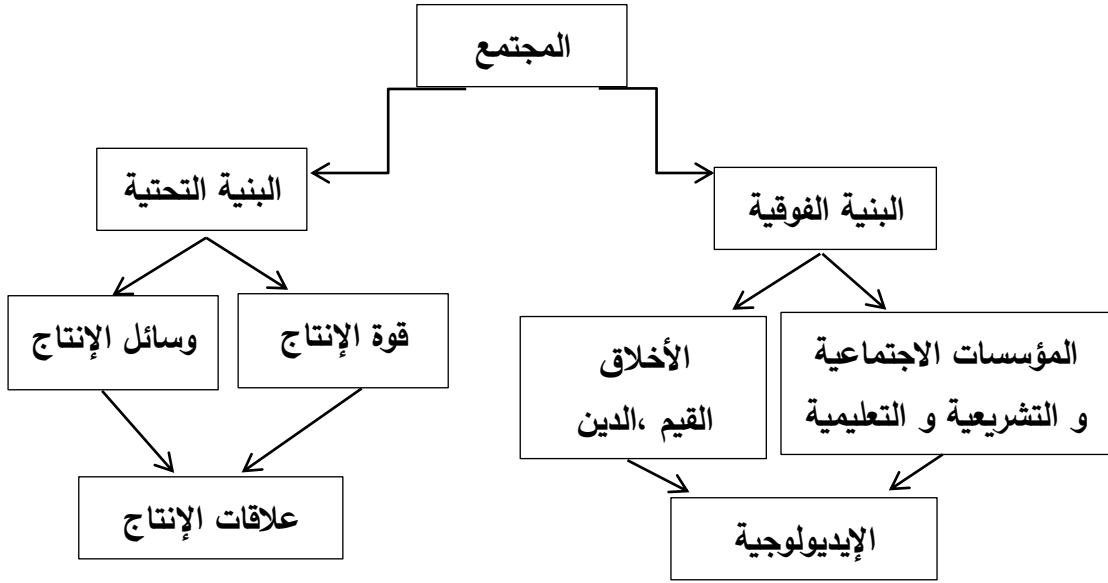 المجتمع
البنية الفوقية
البنية التحتية
المؤسسات الاجتماعية
و التشريعية و التعليمية
الأخلاق
القيم ،الدين
قوة الإنتاج
وسائل الإنتاج
الإيديولوجية
علاقات الإنتاج